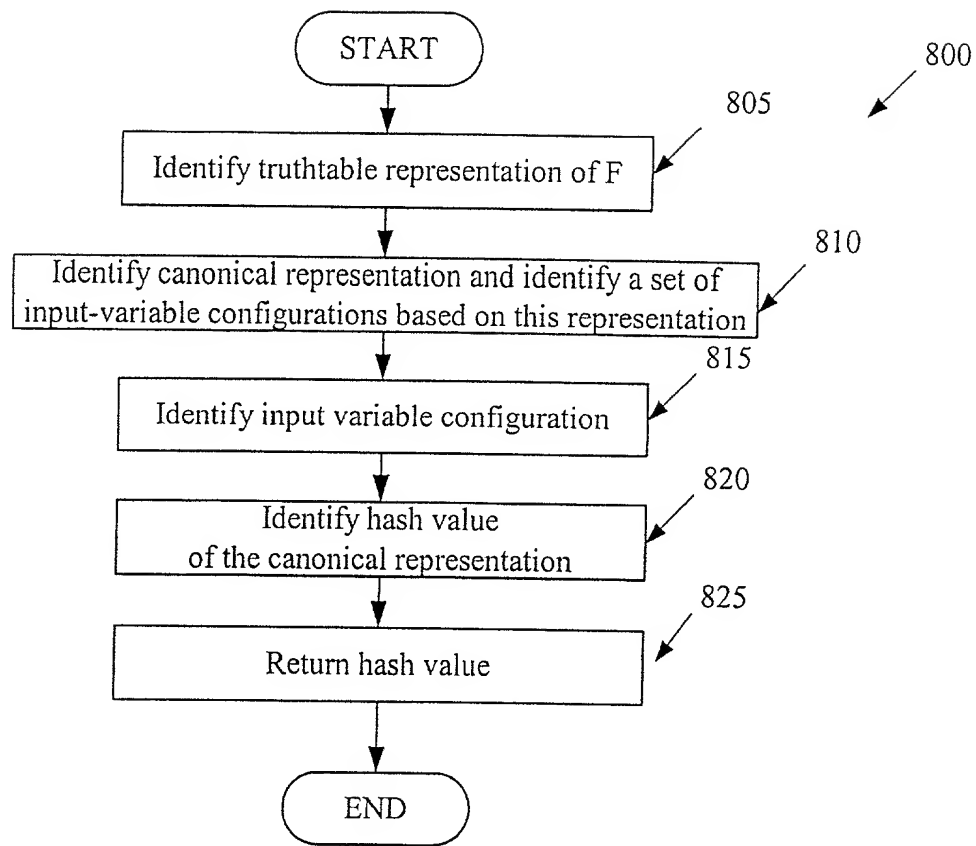 START
800
805
Identify truthtable representation of F
810
Identify canonical representation and identify a set of
input-variable configurations based on this representation
815
Identify input variable configuration
820
Identify hash value
of the canonical representation
825
Return hash value
END